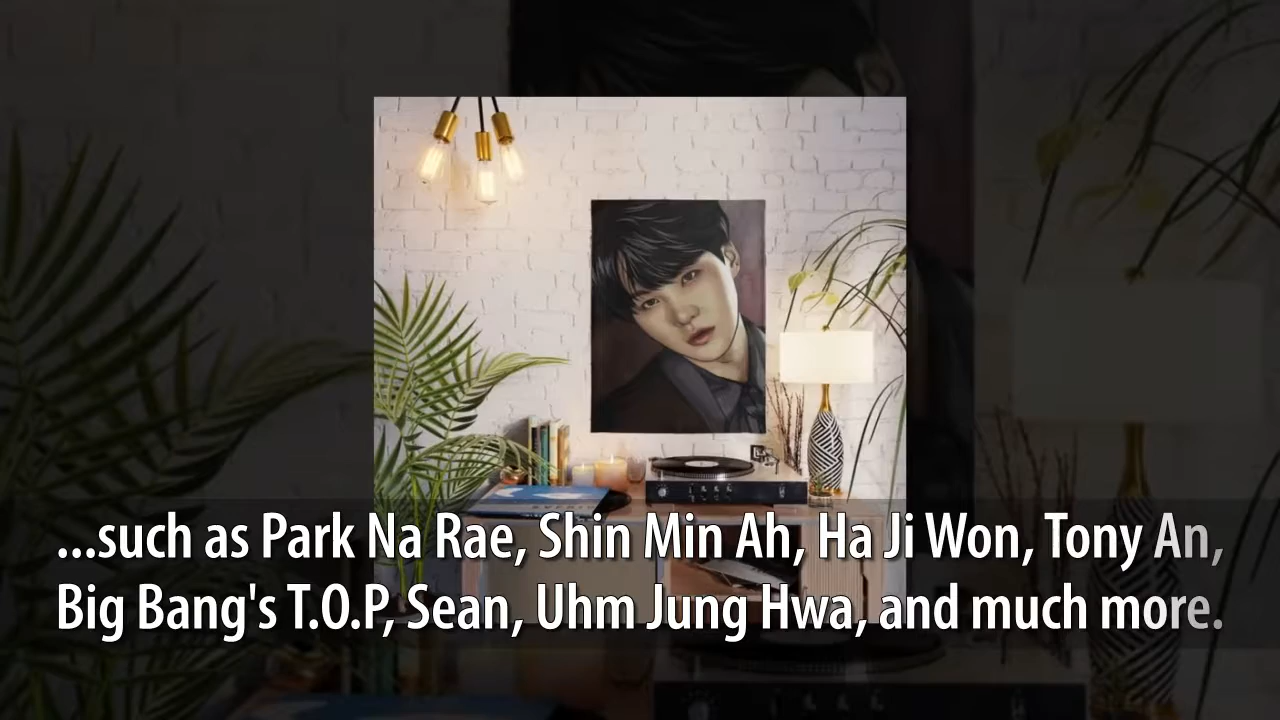 ...such as Park Na Rae, Shin Min Ah, Ha Ji Won, Tony An,
Big Bang's T.O.P, Sean, Uhm Jung Hwa, and much more.